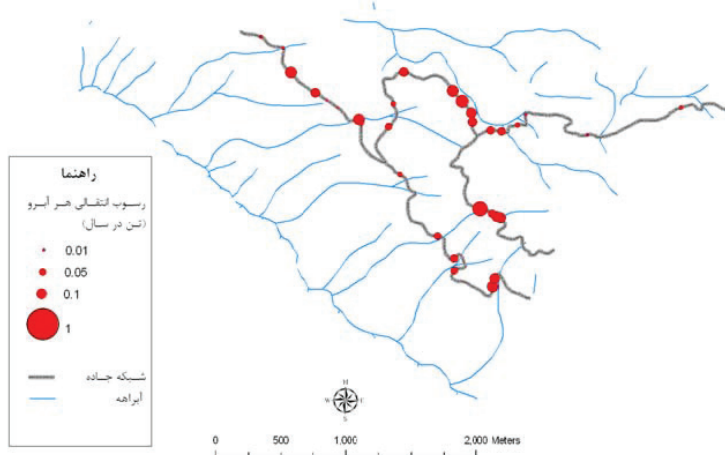 راهنما
رسوب انتقالی هر آبرو
(تن در سال)
0.01
0.05
0.1
1
شبکه جاده
آبراهه
N
W E
S
0 500 1,000 2,000 Meters